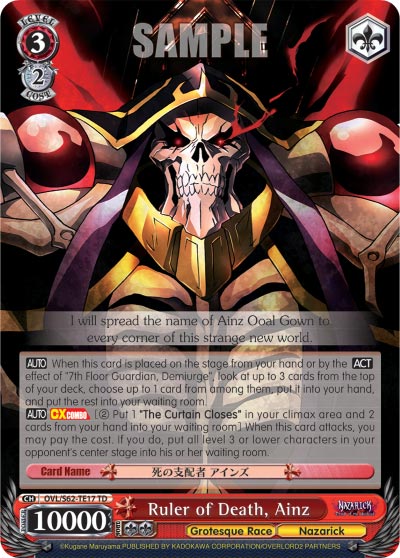 LEVEL
3
2
COST
SAMPLE
"I will spread the name of Ainz Ooal Gown to
every corner of this strange new world.
AUTO When this card is placed on the stage from your hand or by the ACT
effect of "7th Floor Guardian, Demiurge", look at up to 3 cards from the top
of your deck, choose up to 1 card from among them, put it into your hand,
and put the rest into your waiting room.
AUTO CXCOMBO [② Put 1 "The Curtain Closes" in your climax area and 2
cards from your hand into your waiting room] When this card attacks, you
may pay the cost. If you do, put all level 3 or lower characters in your
opponent's center stage into his or her waiting room.
Card Name 死の支配者 アインズ
CH OVL/S62-TE17 TD
POWER 10000 SOUL
Ruler of Death, Ainz
NAZARICK
Grotesque Race Nazarick
©Kugane Maruyama,PUBLISHED BY KADOKAWA CORPORATION/OVERLORD2 PARTNERS